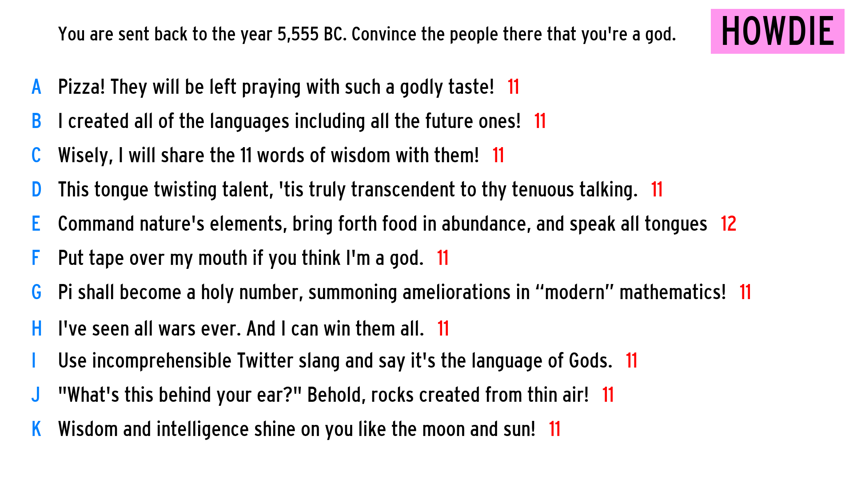 You are sent back to the year 5,555 BC. Convince the people there that you're a god.
HOWDIE
A Pizza! They will be left praying with such a godly taste! 11
B I created all of the languages including all the future ones! 11
C Wisely, I will share the 11 words of wisdom with them! 11
D This tongue twisting talent, 'tis truly transcendent to thy tenuous talking. 11
E Command nature's elements, bring forth food in abundance, and speak all tongues 12
F Put tape over my mouth if you think I'm a god. 11
G Pi shall become a holy number, summoning ameliorations in “modern” mathematics! 11
H I've seen all wars ever. And I can win them all. 11
I Use incomprehensible Twitter slang and say it's the language of Gods. 11
J "What's this behind your ear?" Behold, rocks created from thin air! 11
K Wisdom and intelligence shine on you like the moon and sun! 11